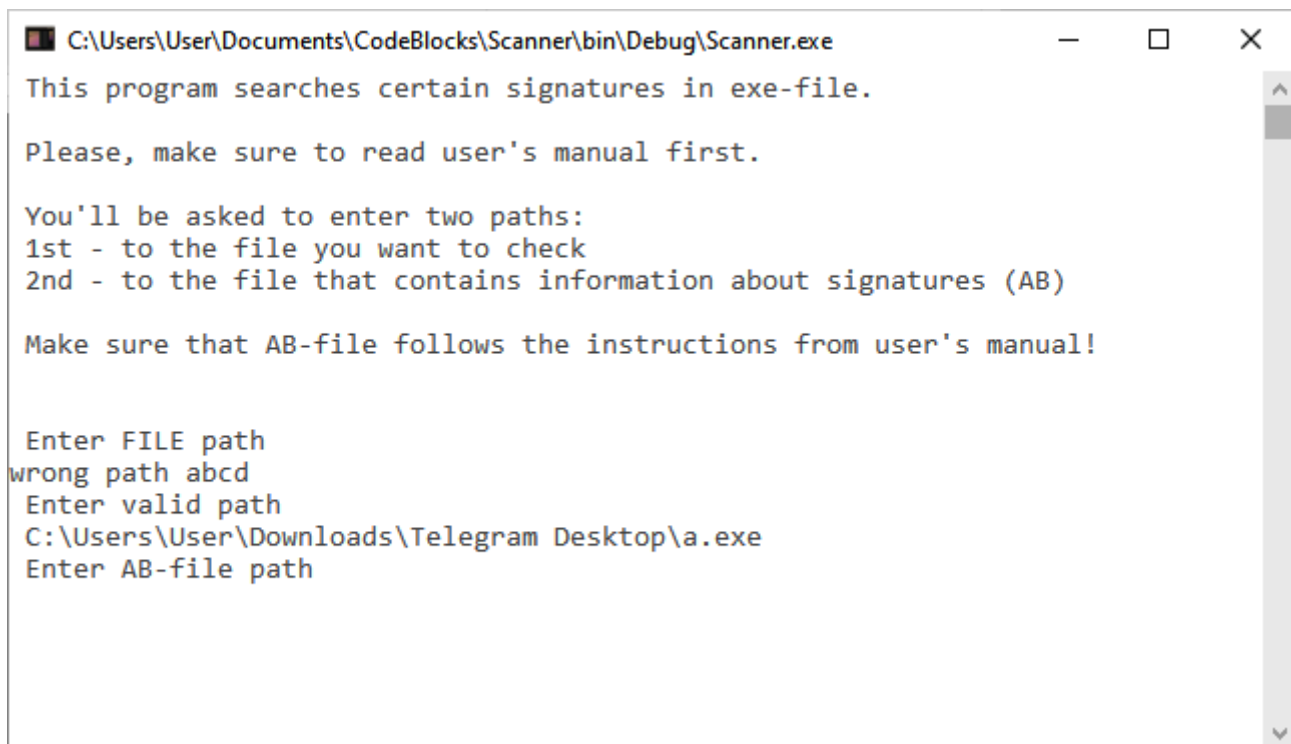 C:\Users\User\Documents\CodeBlocks\Scanner\bin\Debug\Scanner.exe
This program searches certain signatures in exe-file.
Please, make sure to read user's manual first.
You'll be asked to enter two paths:
1st - to the file you want to check
2nd - to the file that contains information about signatures (AB)
Make sure that AB-file follows the instructions from user's manual!
Enter FILE path
wrong path abcd
Enter valid path
C:\Users\User\Downloads\Telegram Desktop\a.exe
Enter AB-file path